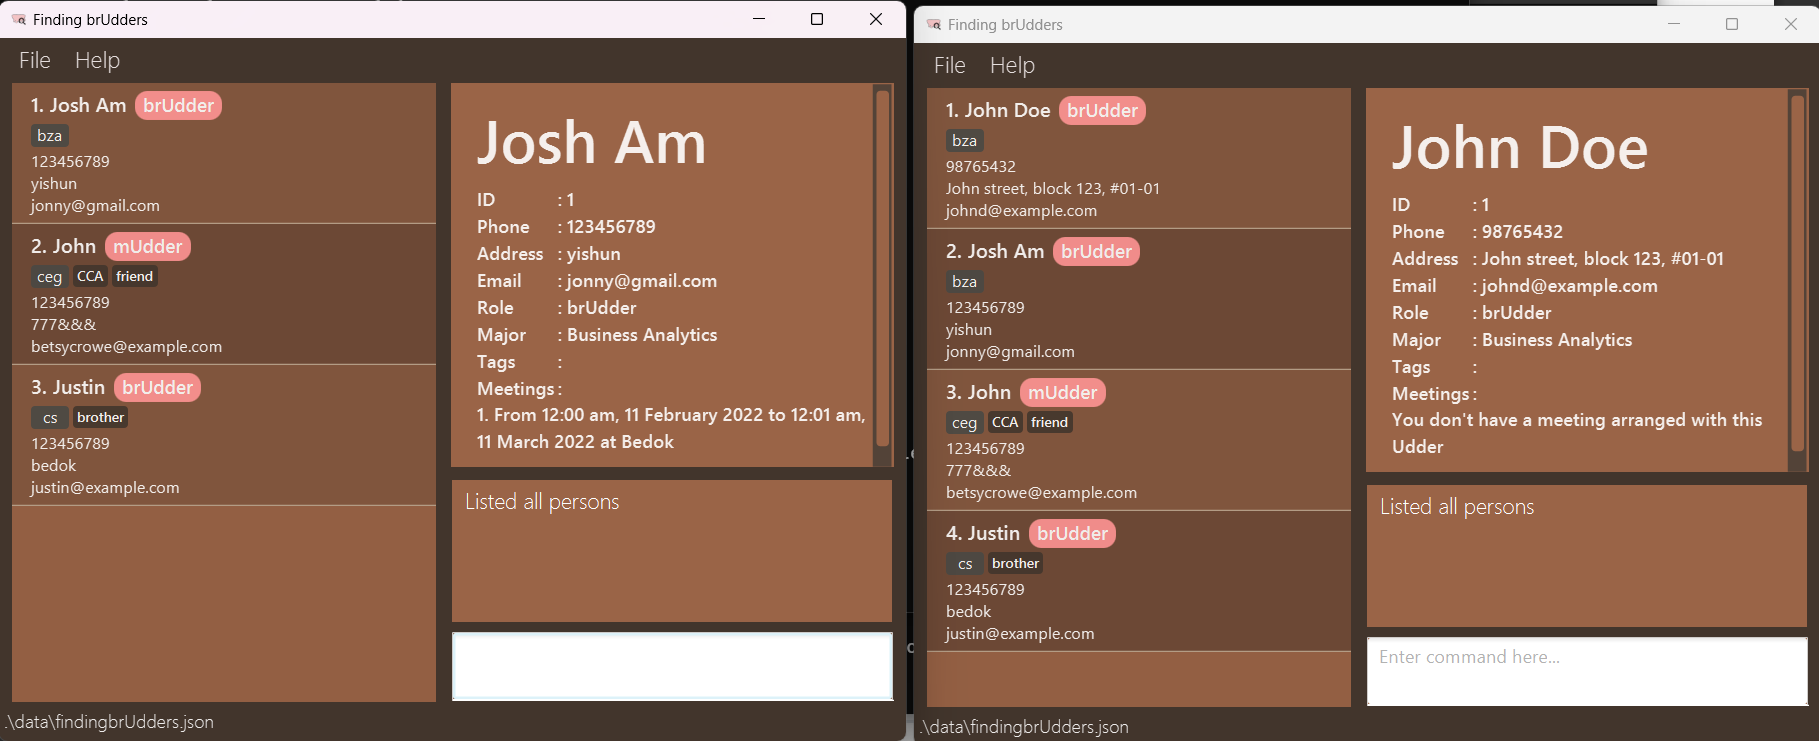 Finding brUdders
File Help
1. Josh Am brUdder
bza
123456789
yishun
jonny@gmail.com
2. John mUdder
ceg CCA friend
123456789
777&&&
betsycrowe@example.com
3. Justin brUdder
cs brother
123456789
bedok
justin@example.com
Josh Am
ID : 1
Phone : 123456789
Address : yishun
Email : jonny@gmail.com
Role : brUdder
Major : Business Analytics
Tags :
Meetings :
1. From 12:00 am, 11 February 2022 to 12:01 am,
11 March 2022 at Bedok
Listed all persons
.\data\findingbrUdders.json
Finding brUdders
File Help
1. John Doe brUdder
bza
98765432
John street, block 123, #01-01
johnd@example.com
2. Josh Am brUdder
bza
123456789
yishun
jonny@gmail.com
3. John mUdder
ceg CCA friend
123456789
777&&&
betsycrowe@example.com
4. Justin brUdder
cs brother
123456789
bedok
justin@example.com
John Doe
ID : 1
Phone : 98765432
Address : John street, block 123, #01-01
Email : johnd@example.com
Role : brUdder
Major : Business Analytics
Tags :
Meetings :
You don't have a meeting arranged with this
Udder
Listed all persons
Enter command here...
.\data\findingbrUdders.json